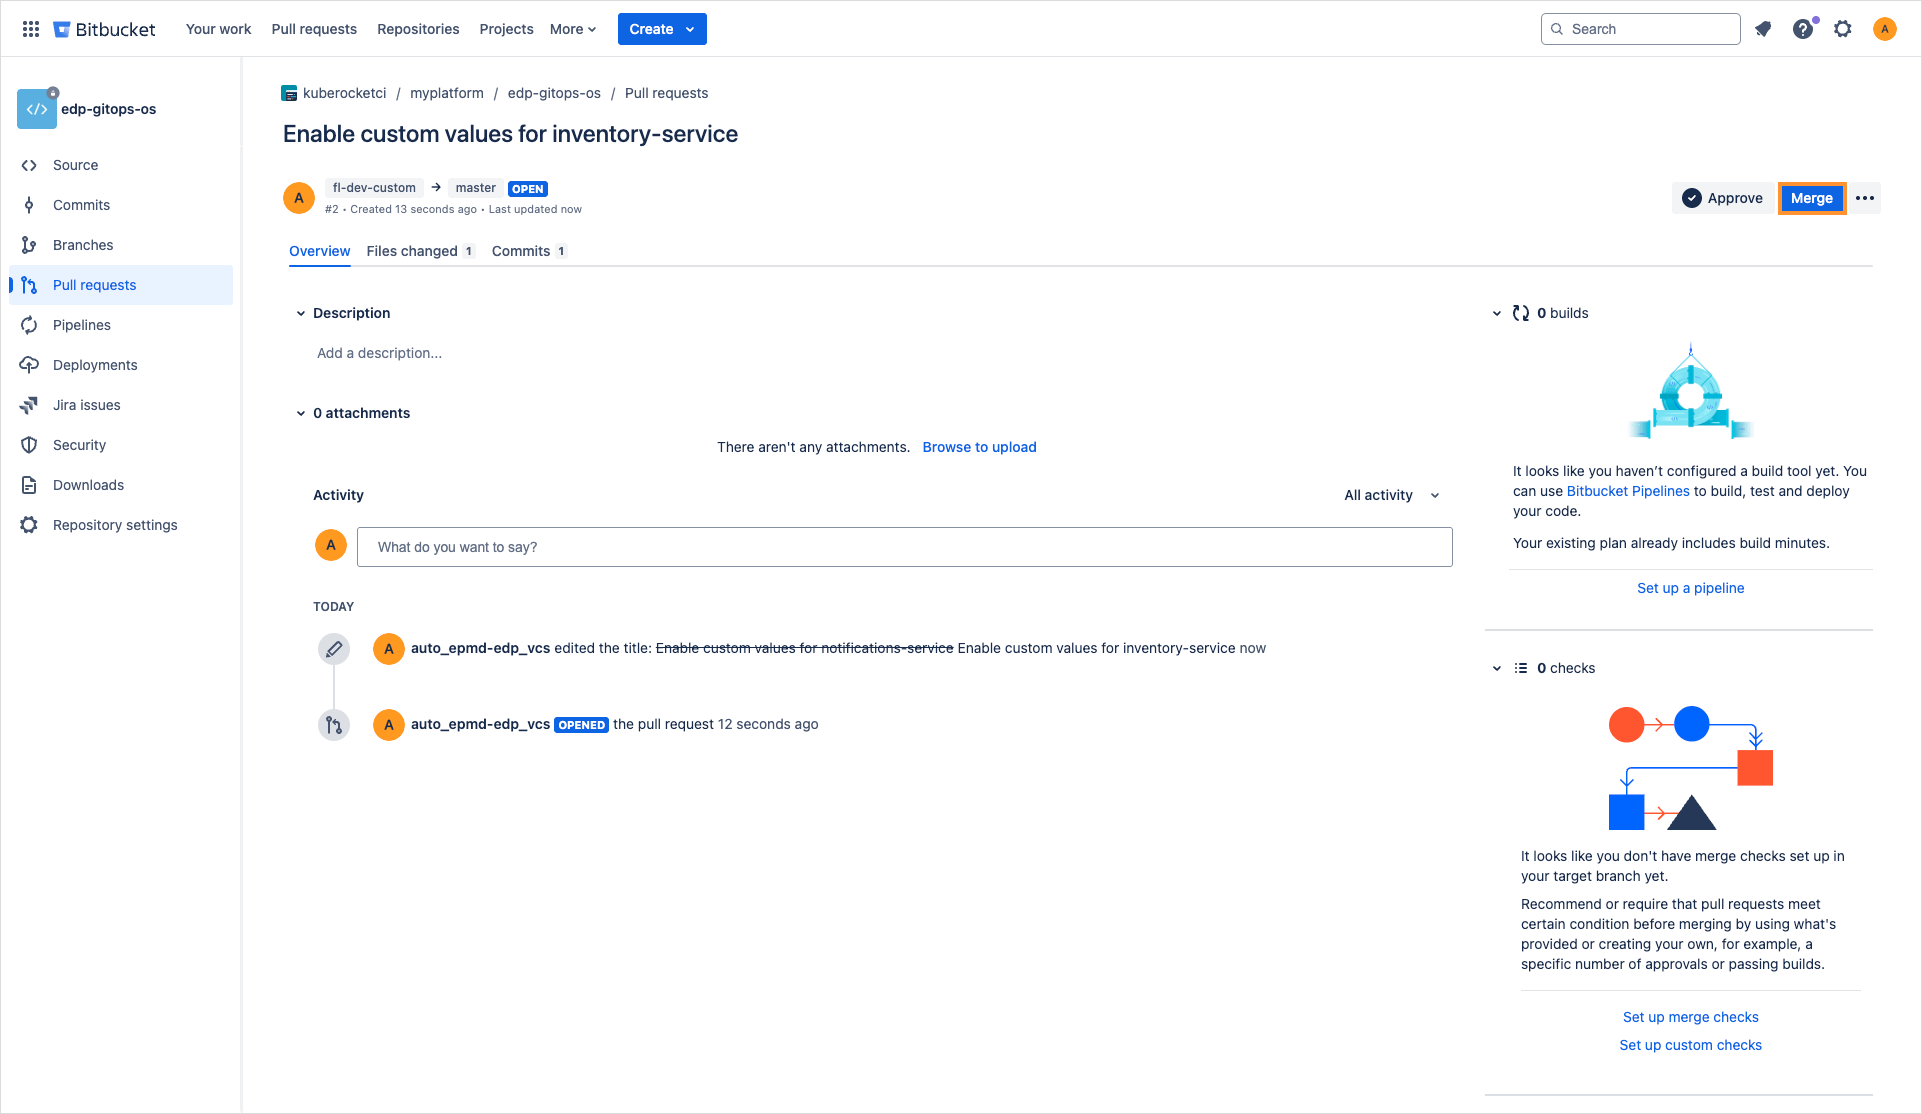 Bitbucket
Your work
Pull requests
Repositories
Projects
More
Create
Search
A
</>
edp-gitops-os
Source
Commits
Branches
Pull requests
Pipelines
Deployments
Jira issues
Security
Downloads
Repository settings
kuberocketci / myplatform / edp-gitops-os / Pull requests
Enable custom values for inventory-service
A
fl-dev-custom → master OPEN
#2 • Created 13 seconds ago • Last updated now
Approve
Merge
Overview
Files changed 1
Commits 1
Description
Add a description...
0 attachments
There aren't any attachments. Browse to upload
Activity
All activity
A
What do you want to say?
TODAY
A
auto_epmd-edp_vcs edited the title: Enable custom values for notifications-service Enable custom values for inventory-service now
A
auto_epmd-edp_vcs OPENED the pull request 12 seconds ago
0 builds
It looks like you haven’t configured a build tool yet. You
can use Bitbucket Pipelines to build, test and deploy
your code.
Your existing plan already includes build minutes.
Set up a pipeline
0 checks
It looks like you don't have merge checks set up in
your target branch yet.
Recommend or require that pull requests meet
certain condition before merging by using what's
provided or creating your own, for example, a
specific number of approvals or passing builds.
Set up merge checks
Set up custom checks